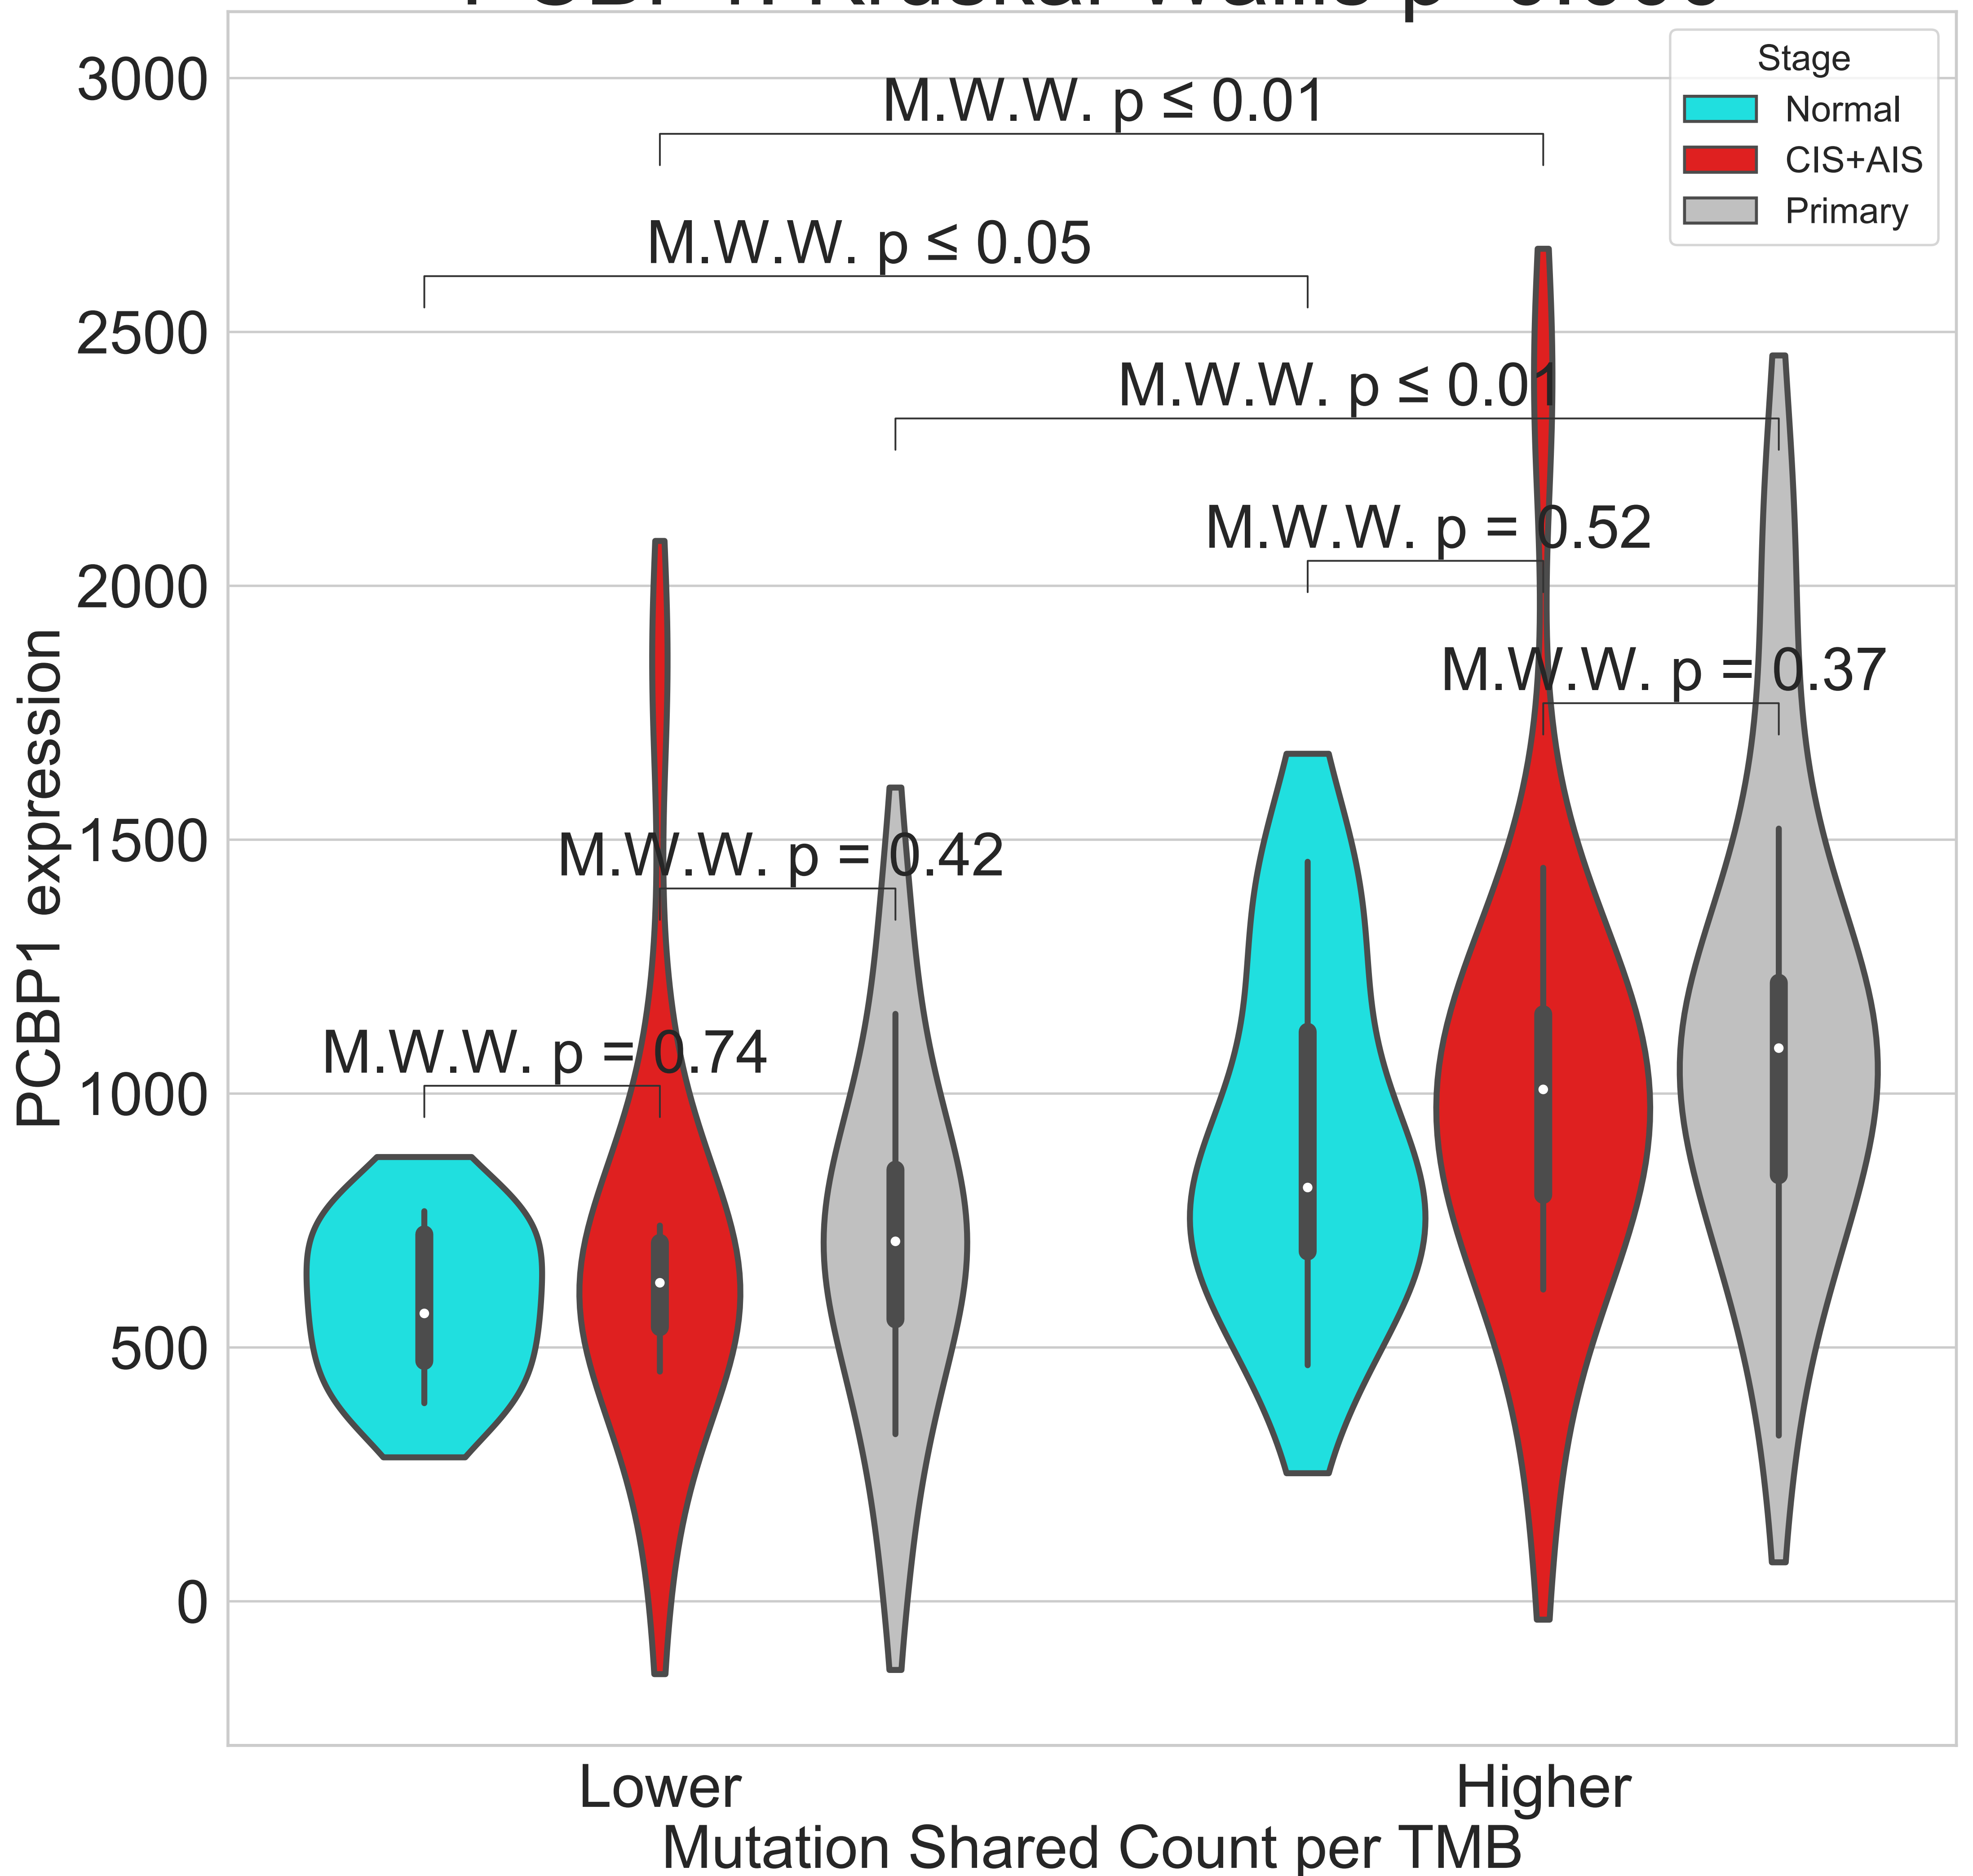 3000
2500
2000
1500
1000
500
0
PCBP1 expression
Stage
Normal
CIS+AIS
Primary
M.W.W. p ≤ 0.01
M.W.W. p ≤ 0.05
M.W.W. p ≤ 0.01
M.W.W. p = 0.52
M.W.W. p = 0.37
M.W.W. p = 0.42
M.W.W. p = 0.74
Lower
Higher
Mutation Shared Count per TMB